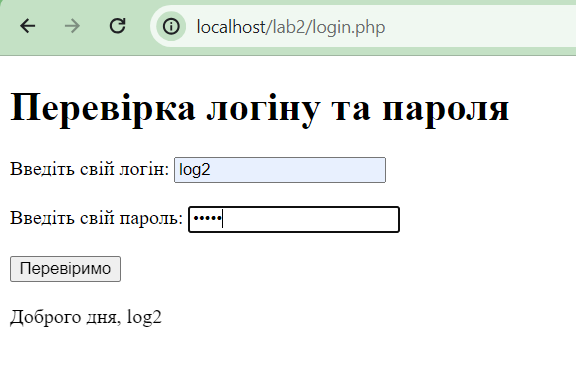 localhost/lab2/login.php
Перевірка логіну та пароля
Введіть свій логін: log2
Введіть свій пароль: •••••
Перевіримо
Доброго дня, log2